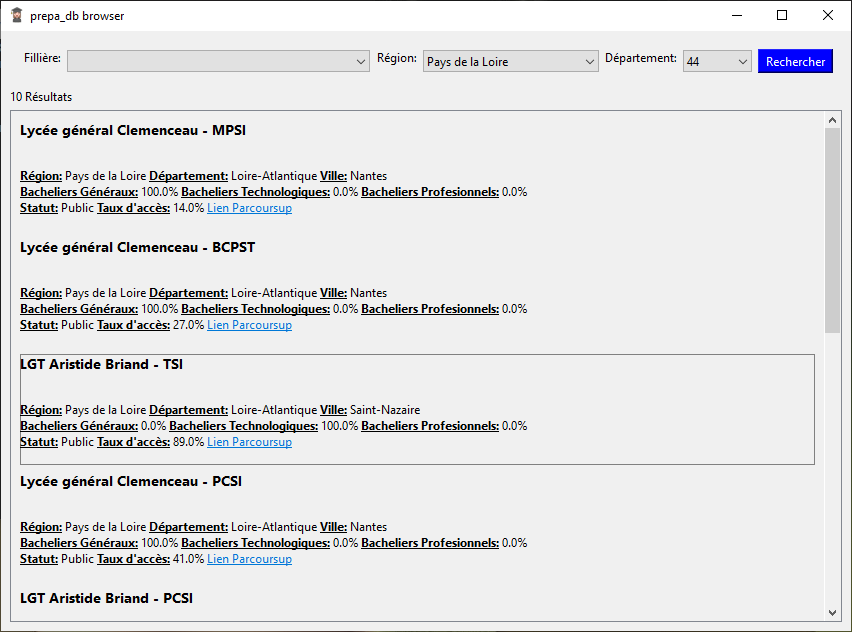 prepa_db browser
Fillière: Région: Pays de la Loire Département: 44 Rechercher
10 Résultats
Lycée général Clemenceau - MPSI
Région: Pays de la Loire Département: Loire-Atlantique Ville: Nantes
Bacheliers Généraux: 100.0% Bacheliers Technologiques: 0.0% Bacheliers Profesionnels: 0.0%
Statut: Public Taux d'accès: 14.0% Lien Parcoursup
Lycée général Clemenceau - BCPST
Région: Pays de la Loire Département: Loire-Atlantique Ville: Nantes
Bacheliers Généraux: 100.0% Bacheliers Technologiques: 0.0% Bacheliers Profesionnels: 0.0%
Statut: Public Taux d'accès: 27.0% Lien Parcoursup
LGT Aristide Briand - TSI
Région: Pays de la Loire Département: Loire-Atlantique Ville: Saint-Nazaire
Bacheliers Généraux: 0.0% Bacheliers Technologiques: 100.0% Bacheliers Profesionnels: 0.0%
Statut: Public Taux d'accès: 89.0% Lien Parcoursup
Lycée général Clemenceau - PCSI
Région: Pays de la Loire Département: Loire-Atlantique Ville: Nantes
Bacheliers Généraux: 100.0% Bacheliers Technologiques: 0.0% Bacheliers Profesionnels: 0.0%
Statut: Public Taux d'accès: 41.0% Lien Parcoursup
LGT Aristide Briand - PCSI